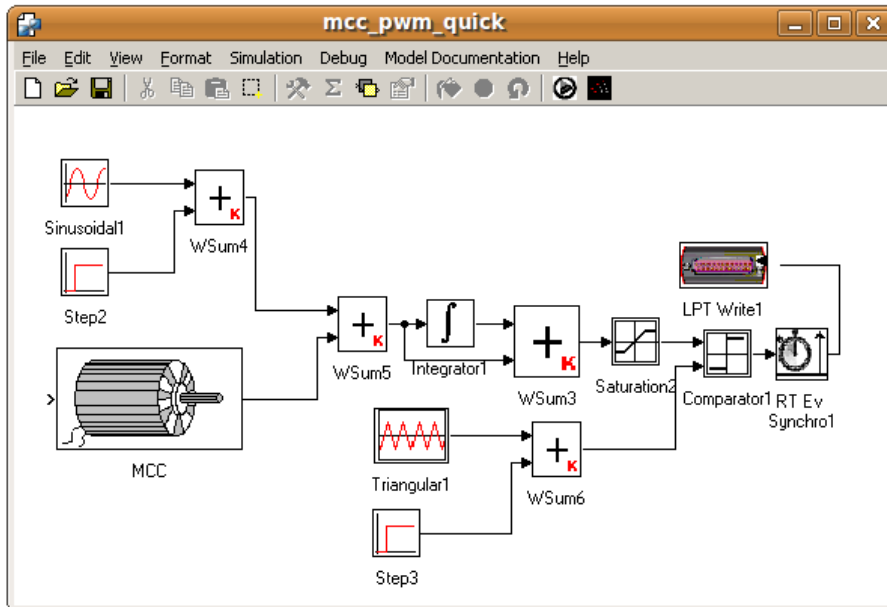 mcc_pwm_quick
File Edit View Format Simulation Debug Model Documentation Help
Sinusoidal1
WSum4
Step2
LPT Write1
WSum5
Integrator1
WSum3
Saturation2
Comparator1
RT Ev
Synchro1
MCC
Triangular1
WSum6
Step3